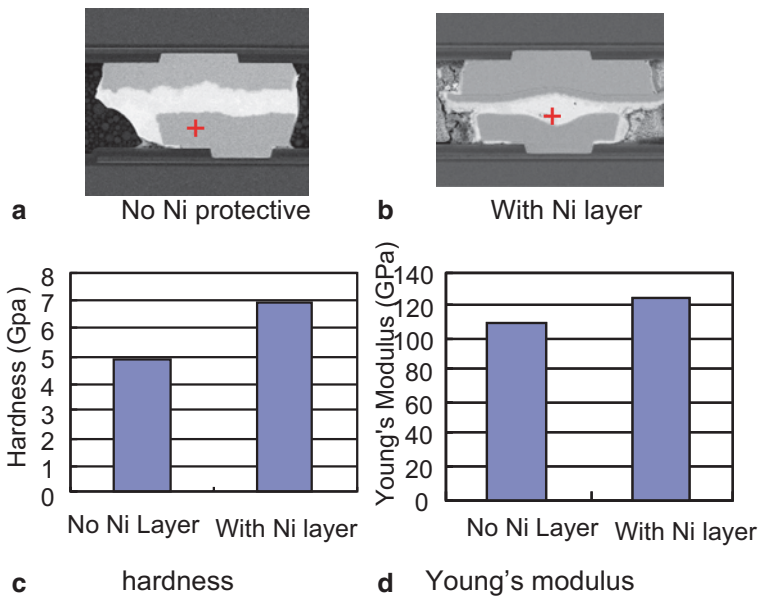 a No Ni protective
b With Ni layer
Hardness (Gpa)
8
7
6
5
4
3
2
1
0
No Ni Layer With Ni layer
Young's Modulus (GPa)
140
120
100
80
60
40
20
0
No Ni Layer With Ni layer
c hardness
d Young’s modulus